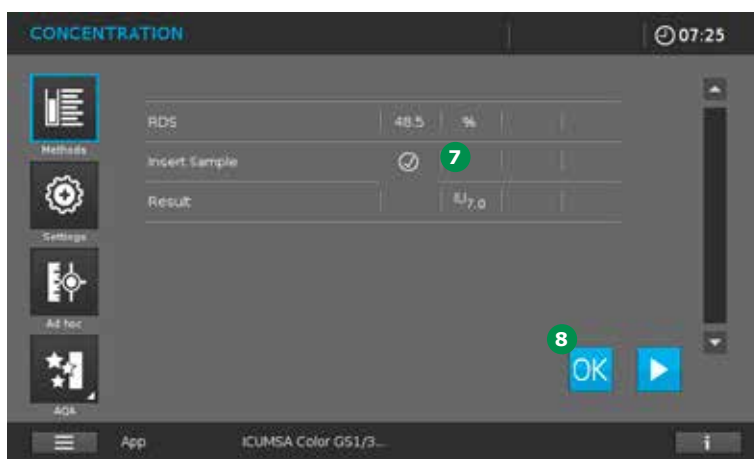 CONCENTRATION 07:25
RDS 48.5 %
Methods
Insert Sample 7
Result IU7.0
Settings
Ad hoc
8
OK
AQA
App ICUMSA Color GS1/3...
i